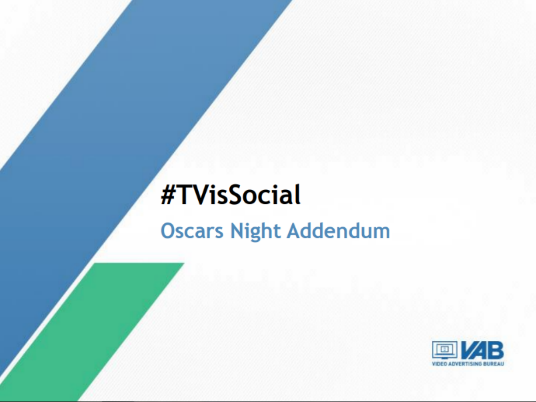 #TVisSocial
Oscars Night Addendum
VAB
VIDEO ADVERTISING BUREAU